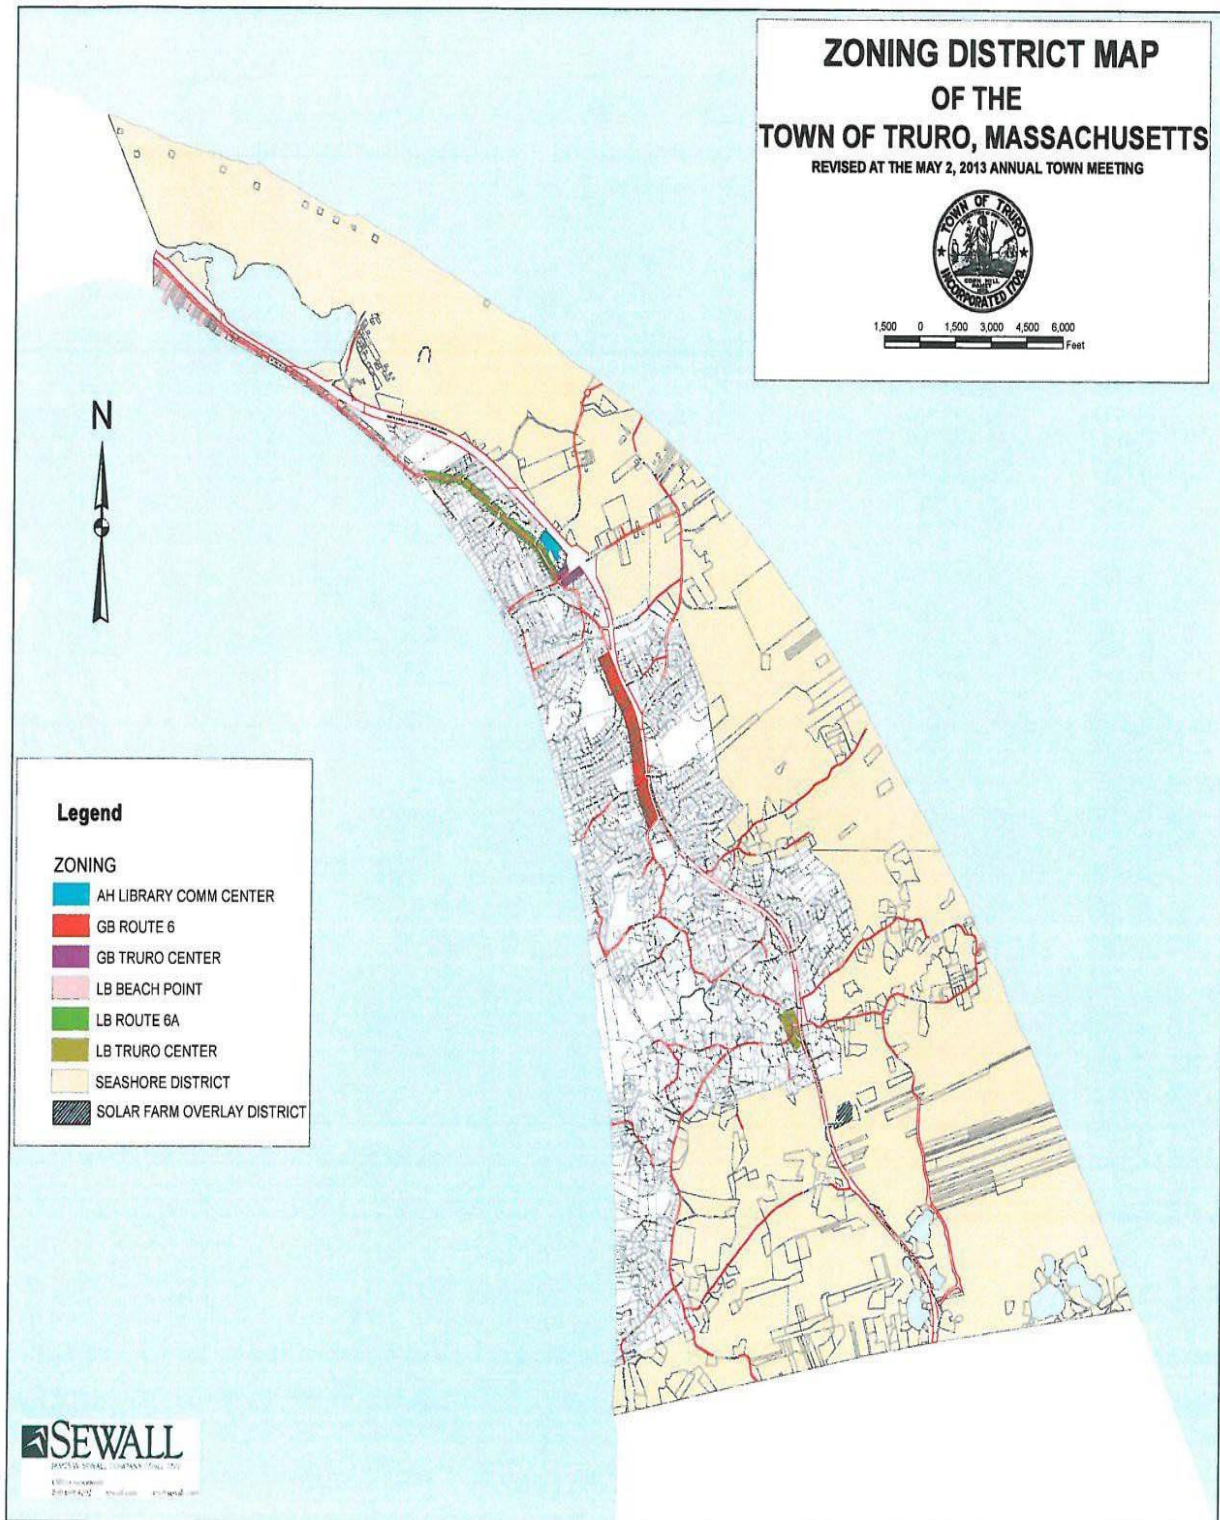 ZONING DISTRICT MAP
OF THE
TOWN OF TRURO, MASSACHUSETTS
REVISED AT THE MAY 2, 2013 ANNUAL TOWN MEETING
TOWN OF TRURO
CORN HILL
INCORPORATED 1709
1,500 0 1,500 3,000 4,500 6,000
Feet
N
Legend
ZONING
AH LIBRARY COMM CENTER
GB ROUTE 6
GB TRURO CENTER
LB BEACH POINT
LB ROUTE 6A
LB TRURO CENTER
SEASHORE DISTRICT
SOLAR FARM OVERLAY DISTRICT
SEWALL